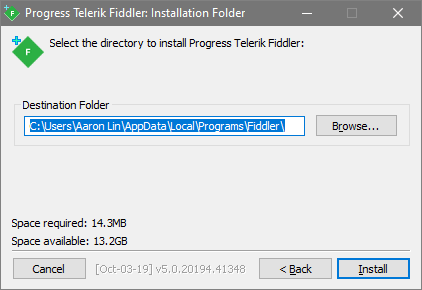 Progress Telerik Fiddler: Installation Folder
F
Select the directory to install Progress Telerik Fiddler:
Destination Folder
C:\Users\Aaron Lin\AppData\Local\Programs\Fiddler\
Browse...
Space required: 14.3MB
Space available: 13.2GB
Cancel
[Oct-03-19] v5.0.20194.41348
< Back
Install